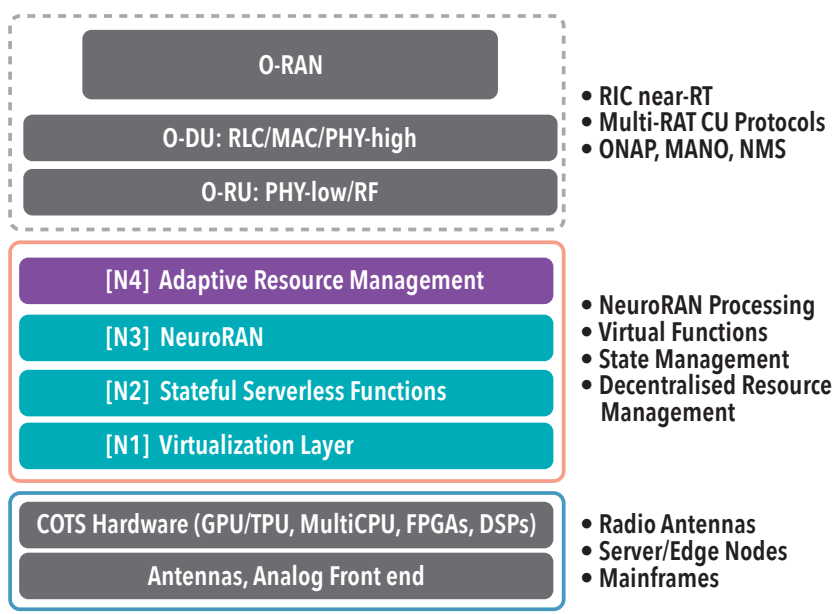 O-RAN
O-DU: RLC/MAC/PHY-high
O-RU: PHY-low/RF
• RIC near-RT
• Multi-RAT CU Protocols
• ONAP, MANO, NMS
[N4] Adaptive Resource Management
[N3] NeuroRAN
[N2] Stateful Serverless Functions
[N1] Virtualization Layer
• NeuroRAN Processing
• Virtual Functions
• State Management
• Decentralised Resource
Management
COTS Hardware (GPU/TPU, MultiCPU, FPGAs, DSPs)
Antennas, Analog Front end
• Radio Antennas
• Server/Edge Nodes
• Mainframes